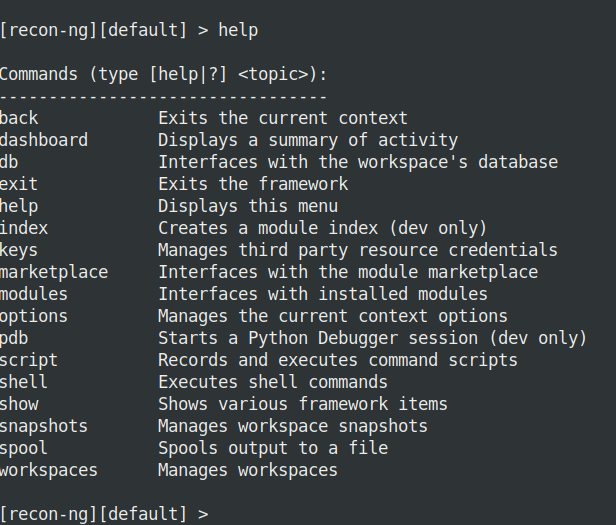 [recon-ng][default] > help
Commands (type [help|?] <topic>):
---------------------------------
back Exits the current context
dashboard Displays a summary of activity
db Interfaces with the workspace's database
exit Exits the framework
help Displays this menu
index Creates a module index (dev only)
keys Manages third party resource credentials
marketplace Interfaces with the module marketplace
modules Interfaces with installed modules
options Manages the current context options
pdb Starts a Python Debugger session (dev only)
script Records and executes command scripts
shell Executes shell commands
show Shows various framework items
snapshots Manages workspace snapshots
spool Spools output to a file
workspaces Manages workspaces
[recon-ng][default] >